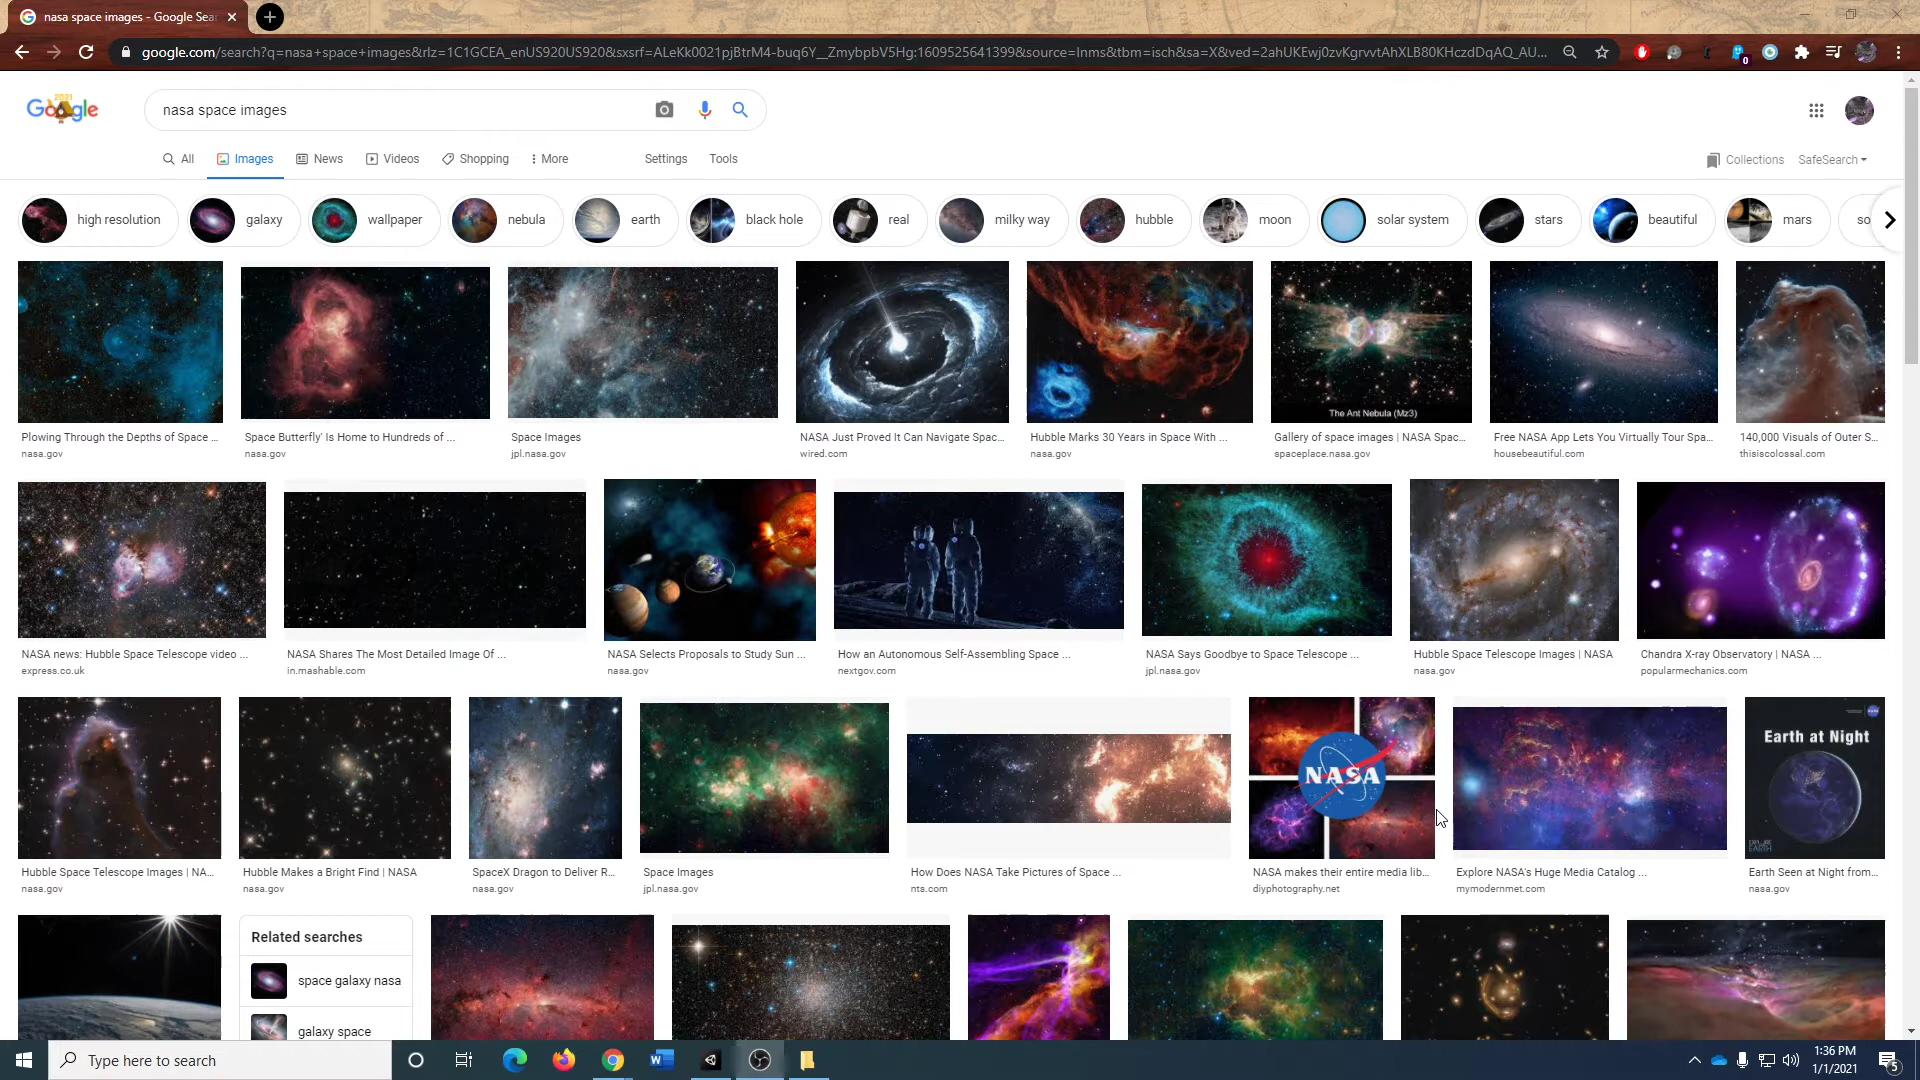 nasa space images - Google Sear
google.com/search?q=nasa+space+images&rlz=1C1GCEA_enUS920US920&sxsrf=ALeKk0021pjBtrM4-buq6Y__ZmybpbV5Hg:1609525641399&source=lnms&tbm=isch&sa=X&ved=2ahUKEwj0zvKgrvvtAhXLB80KHczdDqAQ_AU...
0
2021
Google
nasa space images
All Images News Videos Shopping More Settings Tools
Collections SafeSearch
high resolution galaxy wallpaper nebula earth black hole real milky way hubble moon solar system stars beautiful mars so
The Ant Nebula (Mz3)
Plowing Through the Depths of Space ... Space Butterfly' Is Home to Hundreds of ... Space Images NASA Just Proved It Can Navigate Spac... Hubble Marks 30 Years in Space With ... Gallery of space images | NASA Spac... Free NASA App Lets You Virtually Tour Spa... 140,000 Visuals of Outer S...
nasa.gov nasa.gov jpl.nasa.gov wired.com nasa.gov spaceplace.nasa.gov housebeautiful.com thisiscolossal.com
NASA news: Hubble Space Telescope video ... NASA Shares The Most Detailed Image Of ... NASA Selects Proposals to Study Sun ... How an Autonomous Self-Assembling Space ... NASA Says Goodbye to Space Telescope ... Hubble Space Telescope Images | NASA Chandra X-ray Observatory | NASA ...
express.co.uk in.mashable.com nasa.gov nextgov.com jpl.nasa.gov nasa.gov popularmechanics.com
NASA
Earth at Night
Hubble Space Telescope Images | NA... Hubble Makes a Bright Find | NASA SpaceX Dragon to Deliver R... Space Images How Does NASA Take Pictures of Space ... NASA makes their entire media lib... Explore NASA's Huge Media Catalog ... Earth Seen at Night from...
nasa.gov nasa.gov nasa.gov jpl.nasa.gov nts.com diyphotography.net mymodernmet.com nasa.gov
Related searches
space galaxy nasa
galaxy space
Type here to search
1:36 PM
1/1/2021
5